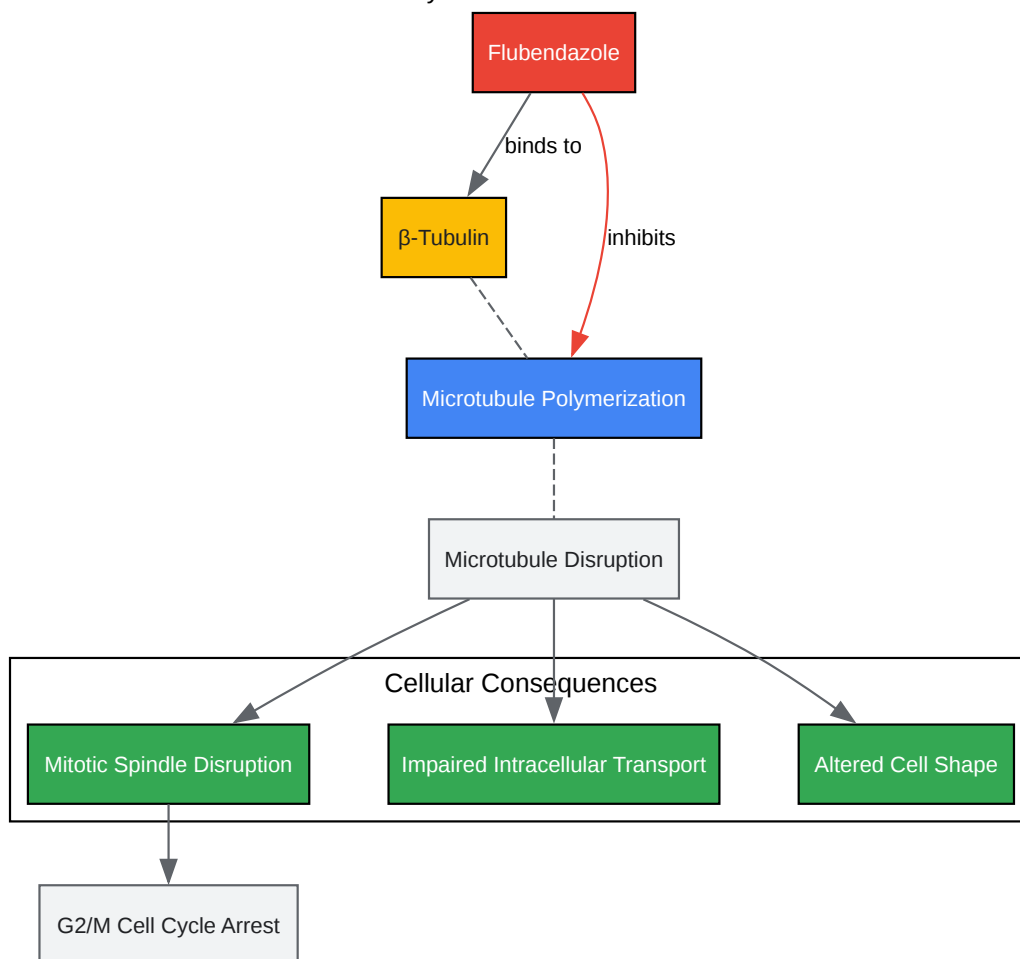 Flubendazole
binds to
β-Tubulin
inhibits
Microtubule Polymerization
Microtubule Disruption
Cellular Consequences
Mitotic Spindle Disruption
Impaired Intracellular Transport
Altered Cell Shape
G2/M Cell Cycle Arrest